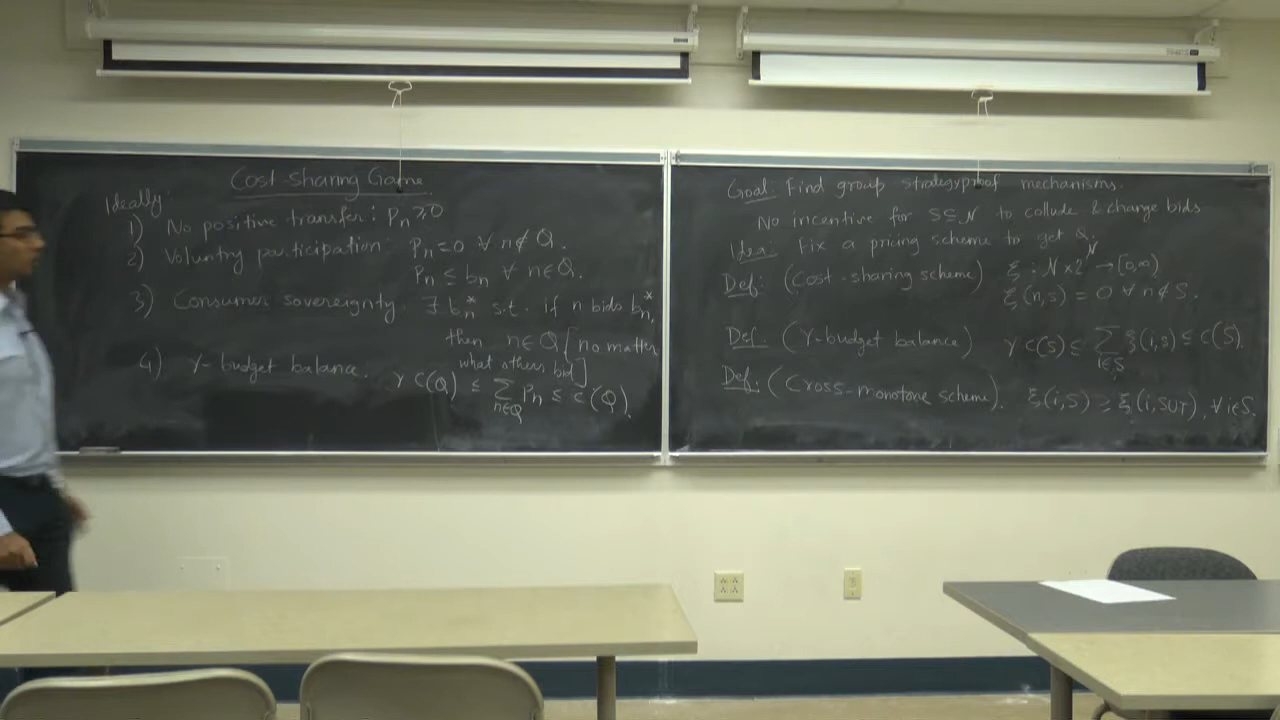 Cost Sharing Game
Ideally:
1) No positive transfer: Pn ≥ 0
2) Voluntry participation: Pn = 0 ∀ n ∉ Q.
Pn ≤ bn ∀ n ∈ Q.
3) Consumer sovereignty. ∃ bn* s.t. if n bids bn*,
then n ∈ Q [no matter
what others bid]
4) γ-budget balance. γ C(Q) ≤ ∑n∈Q Pn ≤ C(Q).
Goal: Find group strategyproof mechanisms.
No incentive for S ⊆ N to collude & change bids
Idea: Fix a pricing scheme to get Q.
Def: (Cost-sharing scheme) ξ : N × 2^N → [0,∞)
ξ(n,S) = 0 ∀ n ∉ S.
Def. (γ-budget balance) γ C(S) ≤ ∑i∈S ξ(i,S) ≤ C(S)
Def: (Cross-monotone scheme). ξ(i,S) ≥ ξ(i,S∪T), ∀ i∈S.